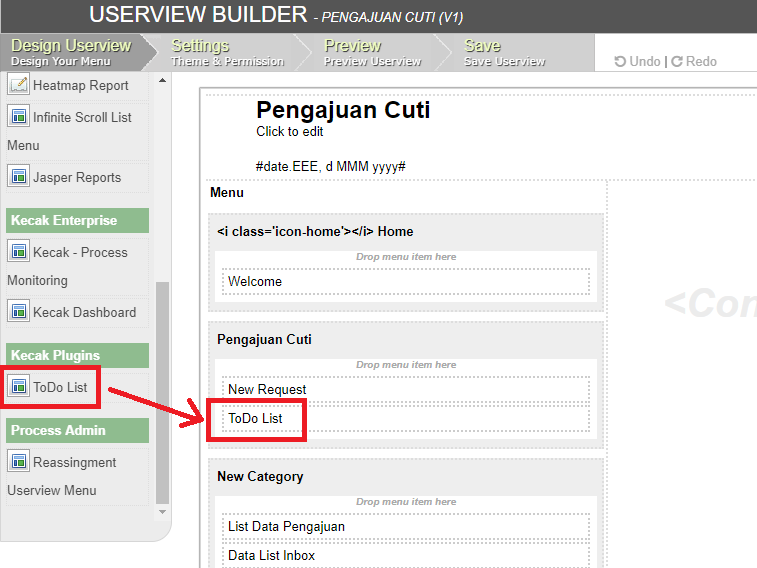 USERVIEW BUILDER - PENGAJUAN CUTI (V1)
Design Userview
Design Your Menu
Settings
Theme & Permission
Preview
Preview Userview
Save
Save Userview
Undo | Redo
Heatmap Report
Infinite Scroll List
Menu
Jasper Reports
Kecak Enterprise
Kecak - Process
Monitoring
Kecak Dashboard
Kecak Plugins
ToDo List
Process Admin
Reassingment
Userview Menu
Pengajuan Cuti
Click to edit
#date.EEE, d MMM yyyy#
Menu
<i class='icon-home'></i> Home
Drop menu item here
Welcome
Pengajuan Cuti
Drop menu item here
New Request
ToDo List
New Category
Drop menu item here
List Data Pengajuan
Data List Inbox
<Con